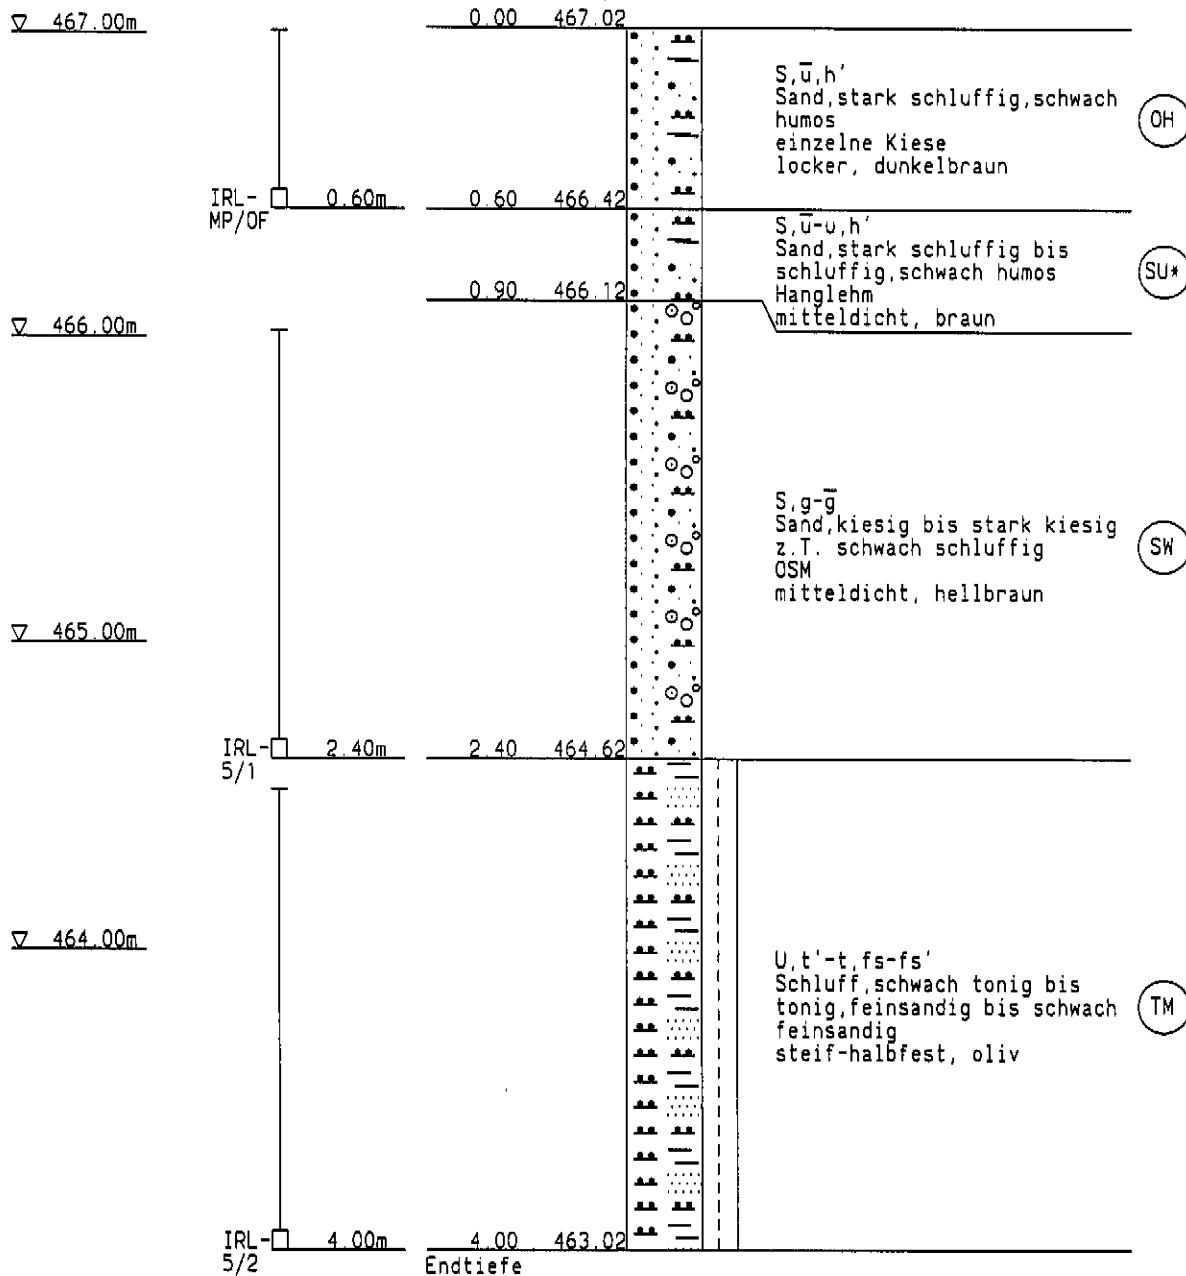 467.00m
0.00 467.02
S,u̅,h'
Sand,stark schluffig,schwach
humos
einzelne Kiese
locker, dunkelbraun
OH
IRL-
MP/OF
0.60m
0.60 466.42
S,u̅-u,h'
Sand,stark schluffig bis
schluffig,schwach humos
Hanglehm
mitteldicht, braun
SU*
0.90 466.12
466.00m
S,g-g̅
Sand,kiesig bis stark kiesig
z.T. schwach schluffig
OSM
mitteldicht, hellbraun
SW
465.00m
IRL-
5/1
2.40m
2.40 464.62
464.00m
U,t'-t,fs-fs'
Schluff,schwach tonig bis
tonig,feinsandig bis schwach
feinsandig
steif-halbfest, oliv
TM
IRL-
5/2
4.00m
4.00 463.02
Endtiefe